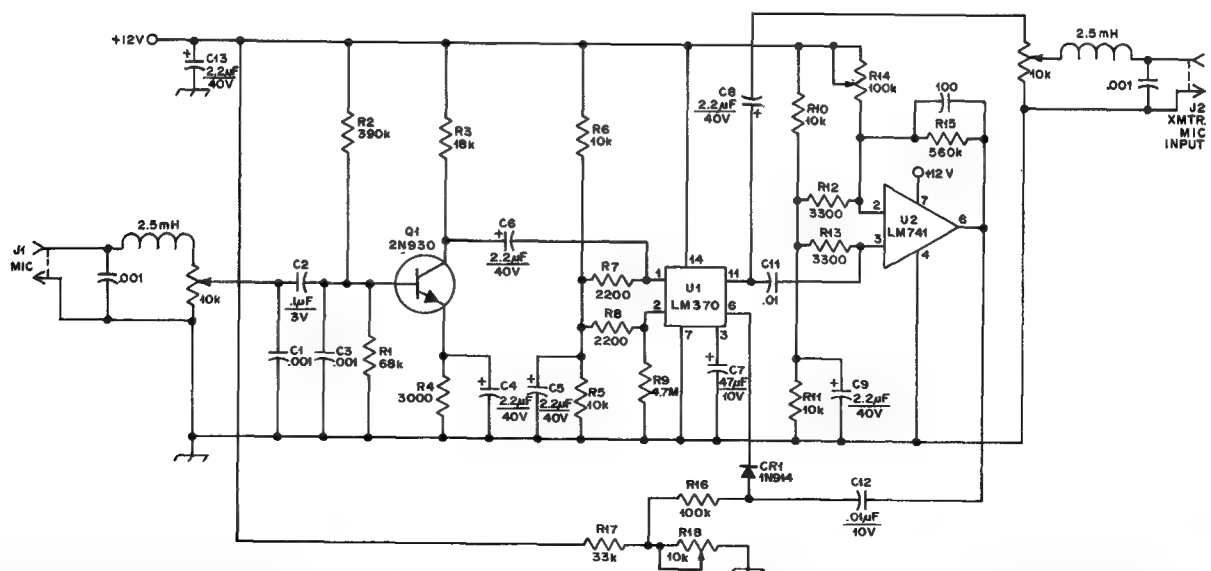 +12V
C13
2.2µF
40V
R2
390k
R3
18k
R6
10k
C8
2.2µF
40V
R10
10k
R14
100k
100
R15
560k
10k
2.5mH
.001
J2
XMTR
MIC
INPUT
+12V
J1
MIC
2.5mH
.001
10k
C2
.1µF
3V
C1
.001
C3
.001
R1
68k
Q1
2N930
R4
3000
C4
2.2µF
40V
C6
2.2µF
40V
C5
2.2µF
40V
R5
10k
R7
2200
R8
2200
R9
4.7M
1
2
14
11
6
7
3
U1
LM370
C7
47µF
10V
C11
.01
R12
3300
R13
3300
R11
10k
C9
2.2µF
40V
2
3
7
6
4
U2
LM741
CR1
1N914
R16
100k
C12
.01µF
10V
R17
33k
R18
10k